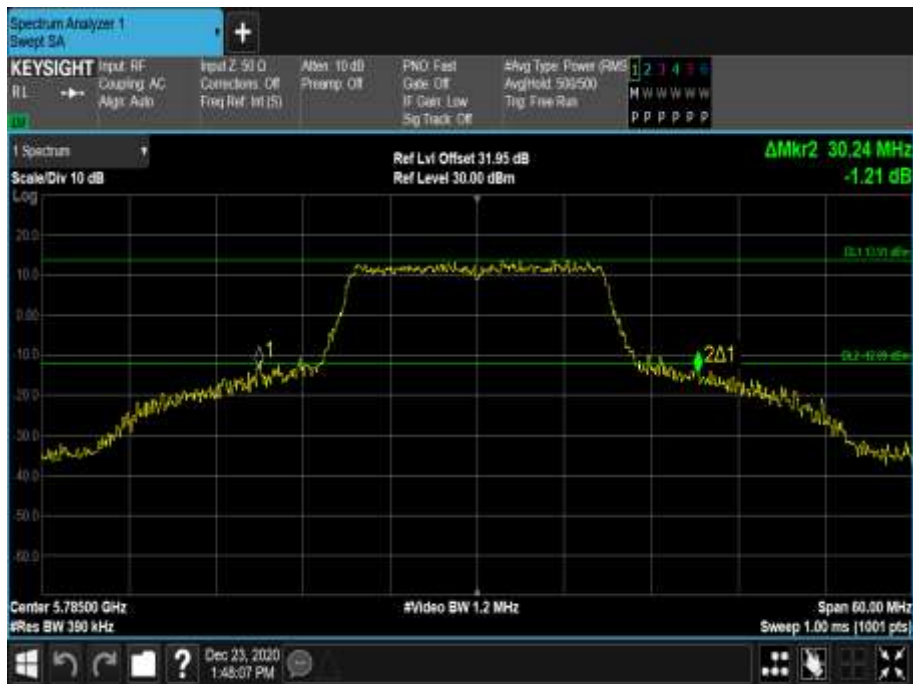 Spectrum Analyzer 1
Swept SA
+
KEYSIGHT
RL
Input: RF
Coupling: AC
Align: Auto
Input Z: 50 Ω
Corrections: Off
Freq Ref: Int (S)
Atten: 10 dB
Preamp: Off
PNO: Fast
Gate: Off
IF Gain: Low
Sig Track: Off
#Avg Type: Power (RMS
Avg|Hold: 500/500
Trig: Free Run
1 2 3 4 5 6
M W W W W W
P P P P P P
1 Spectrum
Scale/Div 10 dB
Log
Ref Lvl Offset 31.95 dB
Ref Level 30.00 dBm
ΔMkr2 30.24 MHz
-1.21 dB
20.0
10.0
0.00
-10.0
-20.0
-30.0
-40.0
-50.0
-60.0
1
2Δ1
Center 5.78500 GHz
#Res BW 390 kHz
#Video BW 1.2 MHz
Span 60.00 MHz
Sweep 1.00 ms (1001 pts)
?
Dec 23, 2020
1:48:07 PM